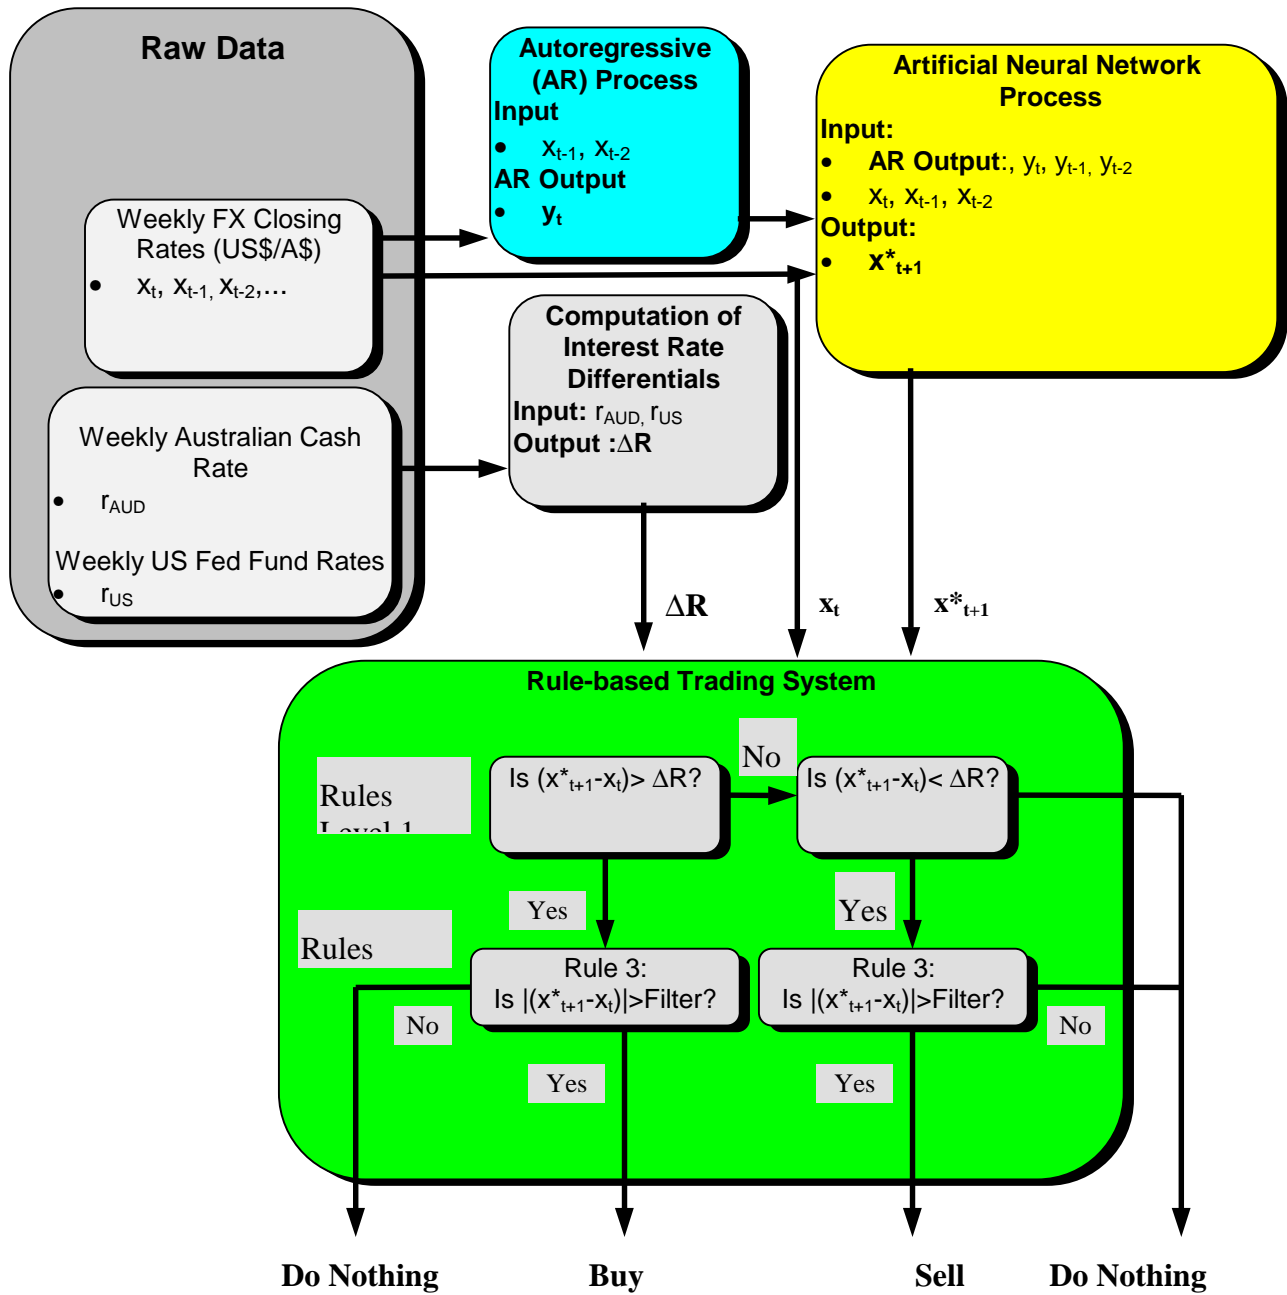 Raw Data
Weekly FX Closing
Rates (US$/A$)
• xt, xt-1, xt-2,…
Weekly Australian Cash
Rate
• rAUD
Weekly US Fed Fund Rates
• rUS
Autoregressive
(AR) Process
Input
• xt-1, xt-2
AR Output
• yt
Artificial Neural Network
Process
Input:
• AR Output:, yt, yt-1, yt-2
• xt, xt-1, xt-2
Output:
• x*t+1
Computation of
Interest Rate
Differentials
Input: rAUD, rUS
Output :∆R
∆R
xt
x*t+1
Rule-based Trading System
Rules
Level 1
Is (x*t+1-xt)> ∆R?
No
Is (x*t+1-xt)< ∆R?
Yes
Yes
Rules
Rule 3:
Is |(x*t+1-xt)|>Filter?
Rule 3:
Is |(x*t+1-xt)|>Filter?
No
Yes
Yes
No
Do Nothing
Buy
Sell
Do Nothing